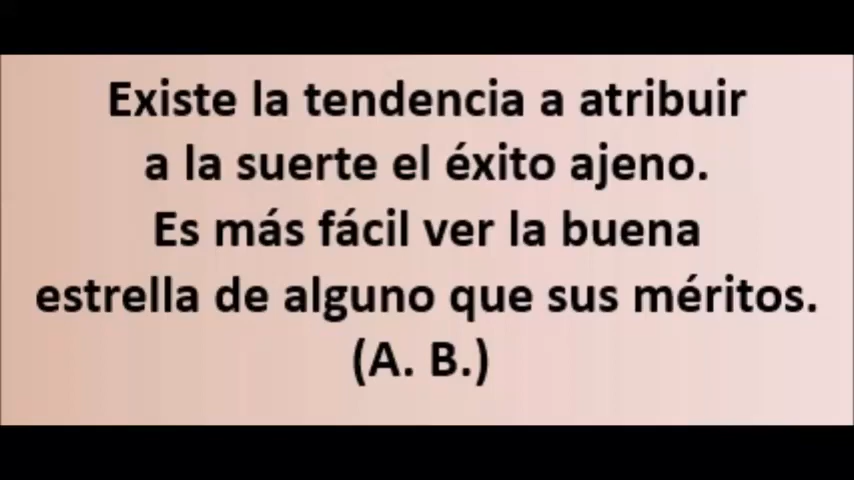 Existe la tendencia a atribuir
a la suerte el éxito ajeno.
Es más fácil ver la buena
estrella de alguno que sus méritos.
(A. B.)